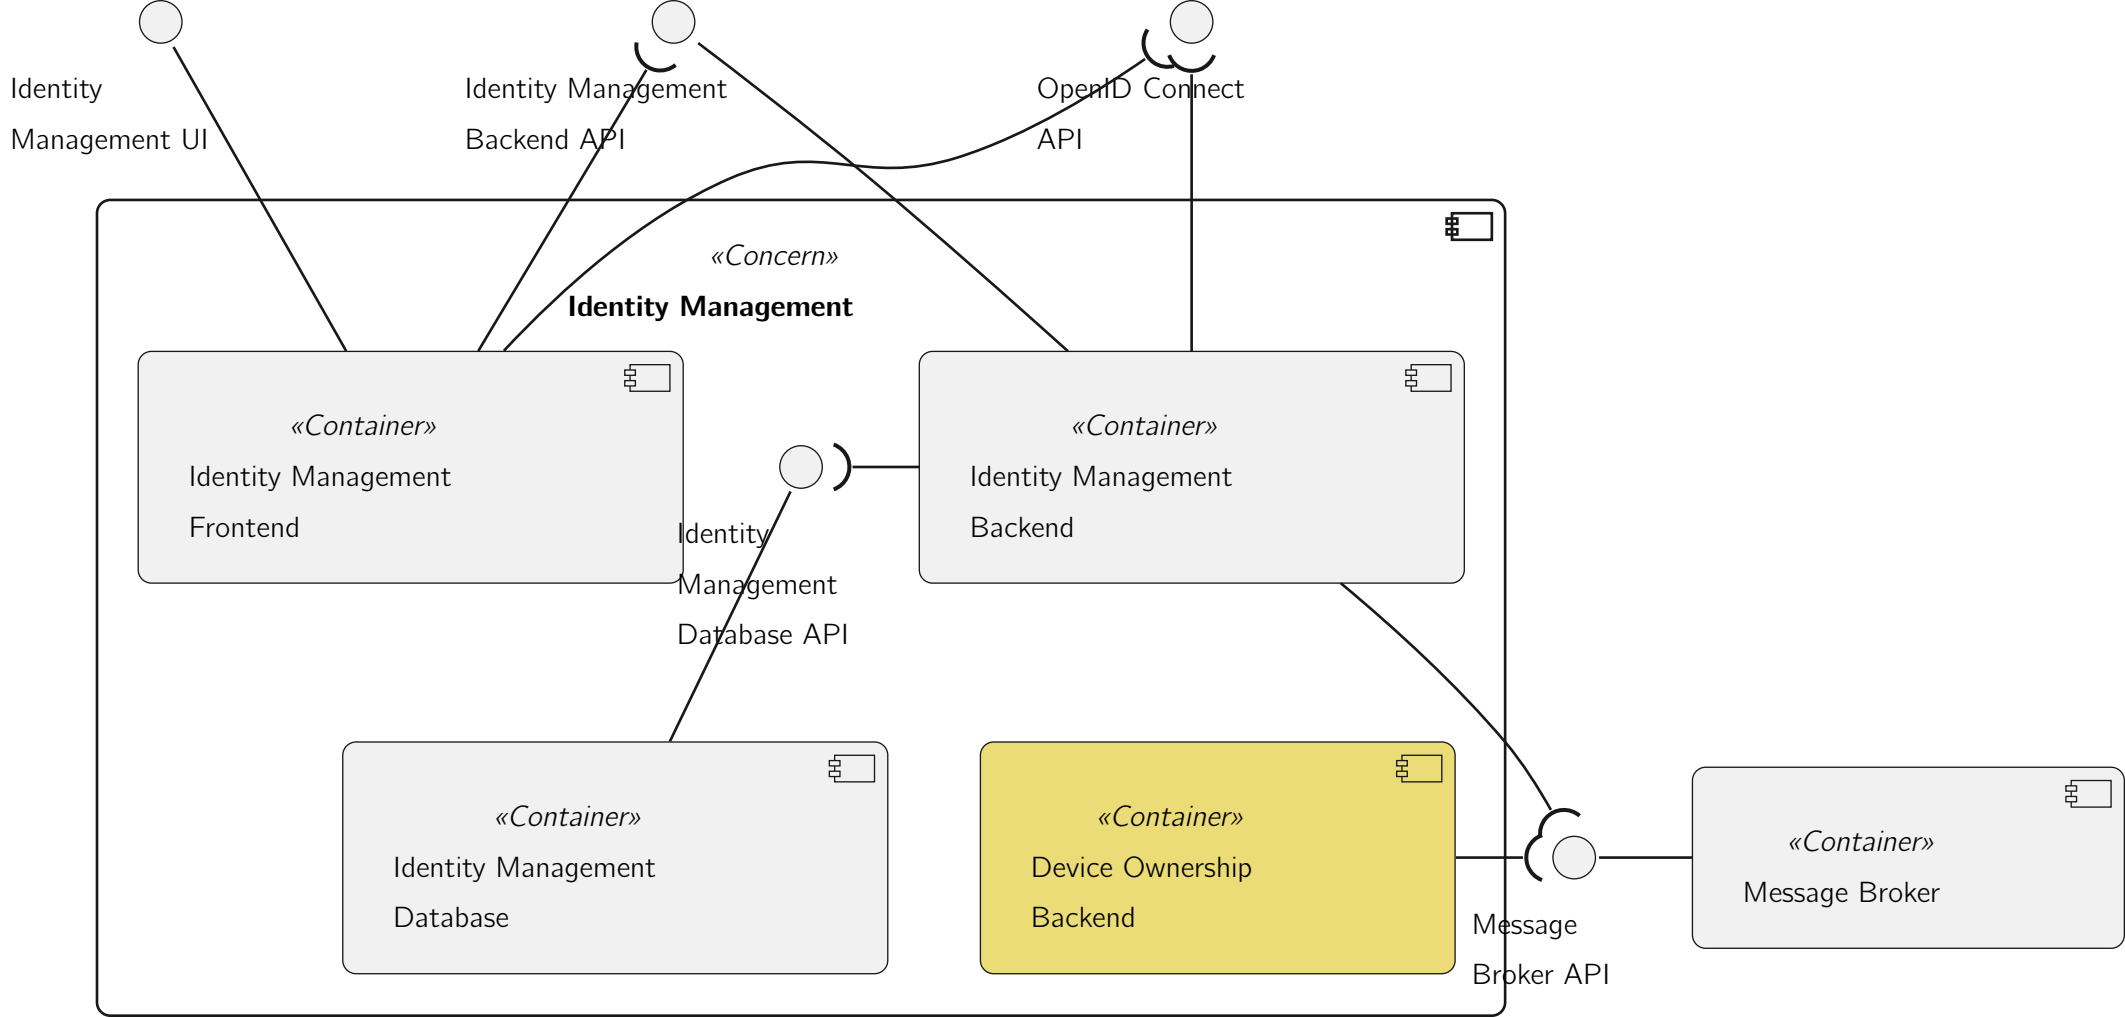 Identity
Management UI
Identity Management
Backend API
OpenID Connect
API
«Concern»
Identity Management
«Container»
Identity Management
Frontend
«Container»
Identity Management
Backend
Identity
Management
Database API
«Container»
Identity Management
Database
«Container»
Device Ownership
Backend
Message
Broker API
«Container»
Message Broker